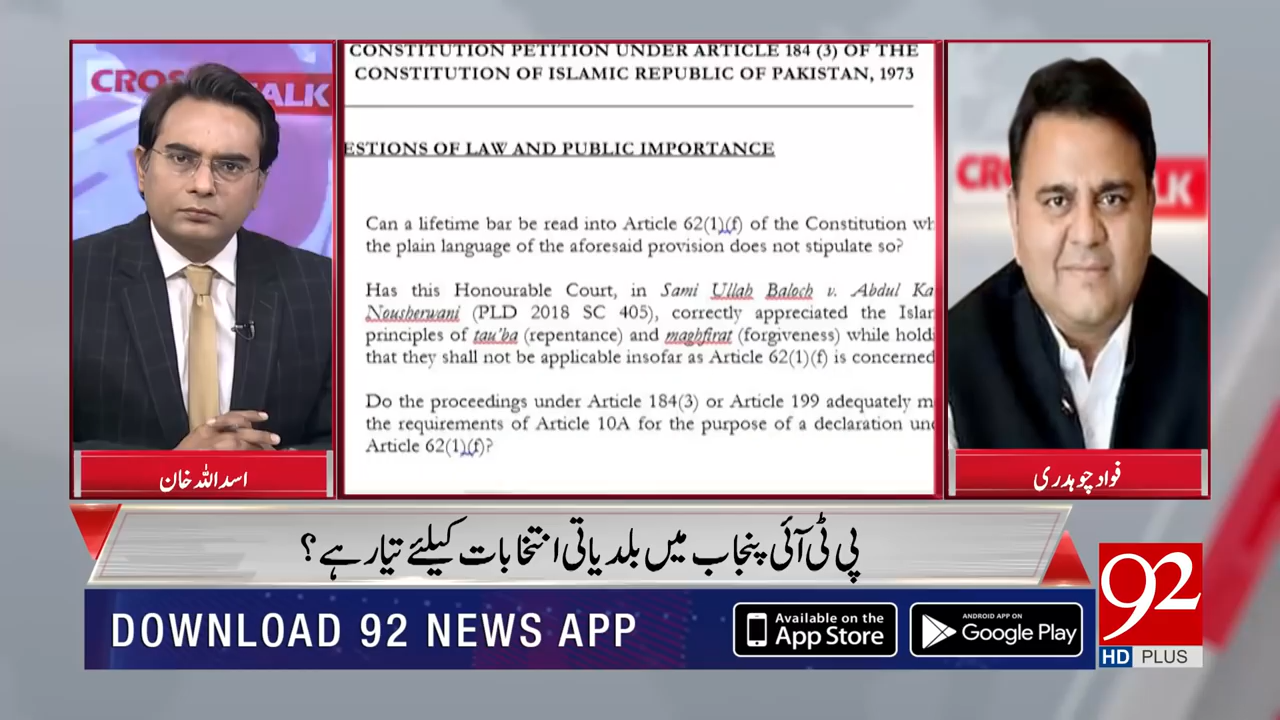 CROSS TALK
CONSTITUTION PETITION UNDER ARTICLE 184 (3) OF THE
CONSTITUTION OF ISLAMIC REPUBLIC OF PAKISTAN, 1973
ESTIONS OF LAW AND PUBLIC IMPORTANCE
Can a lifetime bar be read into Article 62(1)(f) of the Constitution wh
the plain language of the aforesaid provision does not stipulate so?
Has this Honourable Court, in Sami Ullah Baloch v. Abdul Ka
Nousherwani (PLD 2018 SC 405), correctly appreciated the Islam
principles of tau'ba (repentance) and maghfirat (forgiveness) while hold
that they shall not be applicable insofar as Article 62(1)(f) is concerned
Do the proceedings under Article 184(3) or Article 199 adequately m
the requirements of Article 10A for the purpose of a declaration und
Article 62(1)(f)?
CRO LK
اسد اللہ خان
فواد چوہدری
پی ٹی آئی پنجاب میں بلدیاتی انتخابات کیلئے تیار ہے؟
DOWNLOAD 92 NEWS APP
Available on the
App Store
ANDROID APP ON
Google Play
92
HD PLUS